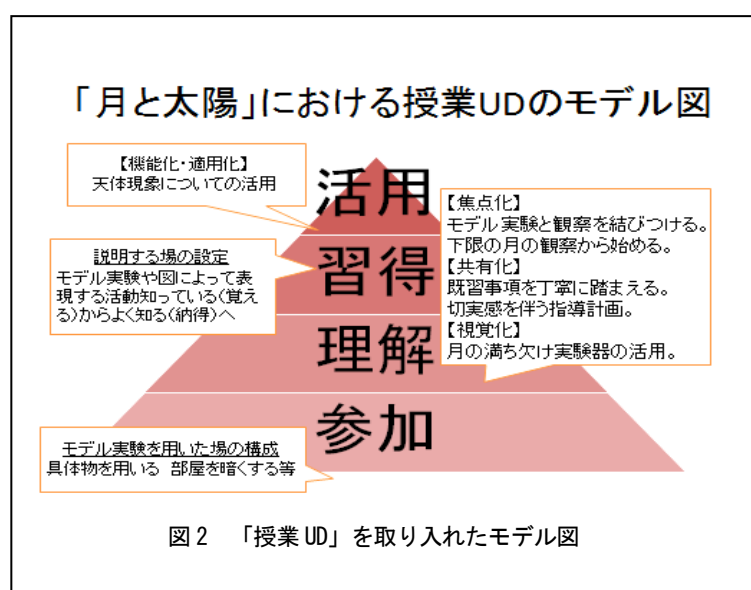 「月と太陽」における授業UDのモデル図
【機能化・適用化】
天体現象についての活用
活用
【焦点化】
モデル実験と観察を結びつける。
下限の月の観察から始める。
【共有化】
既習事項を丁寧に踏まえる。
切実感を伴う指導計画。
【視覚化】
月の満ち欠け実験器の活用。
説明する場の設定
モデル実験や図によって表
現する活動知っている(覚え
る)からよく知る(納得)へ
習得
理解
参加
モデル実験を用いた場の構成
具体物を用いる 部屋を暗くする等
図2 「授業UD」を取り入れたモデル図